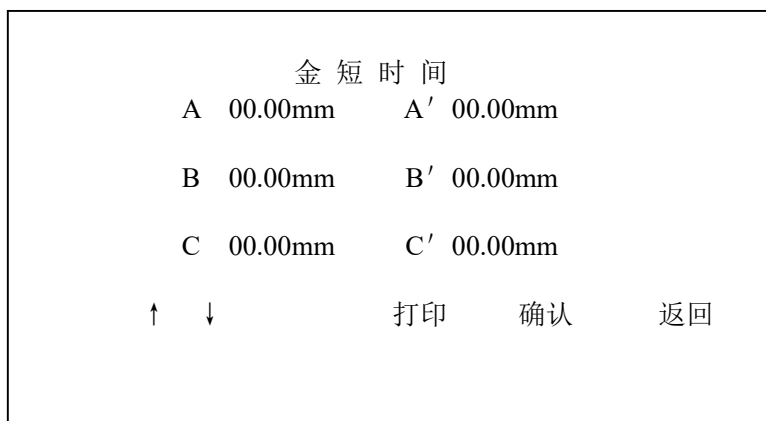 金 短 时 间
A 00.00mm A′ 00.00mm
B 00.00mm B′ 00.00mm
C 00.00mm C′ 00.00mm
↑ ↓ 打印 确认 返回